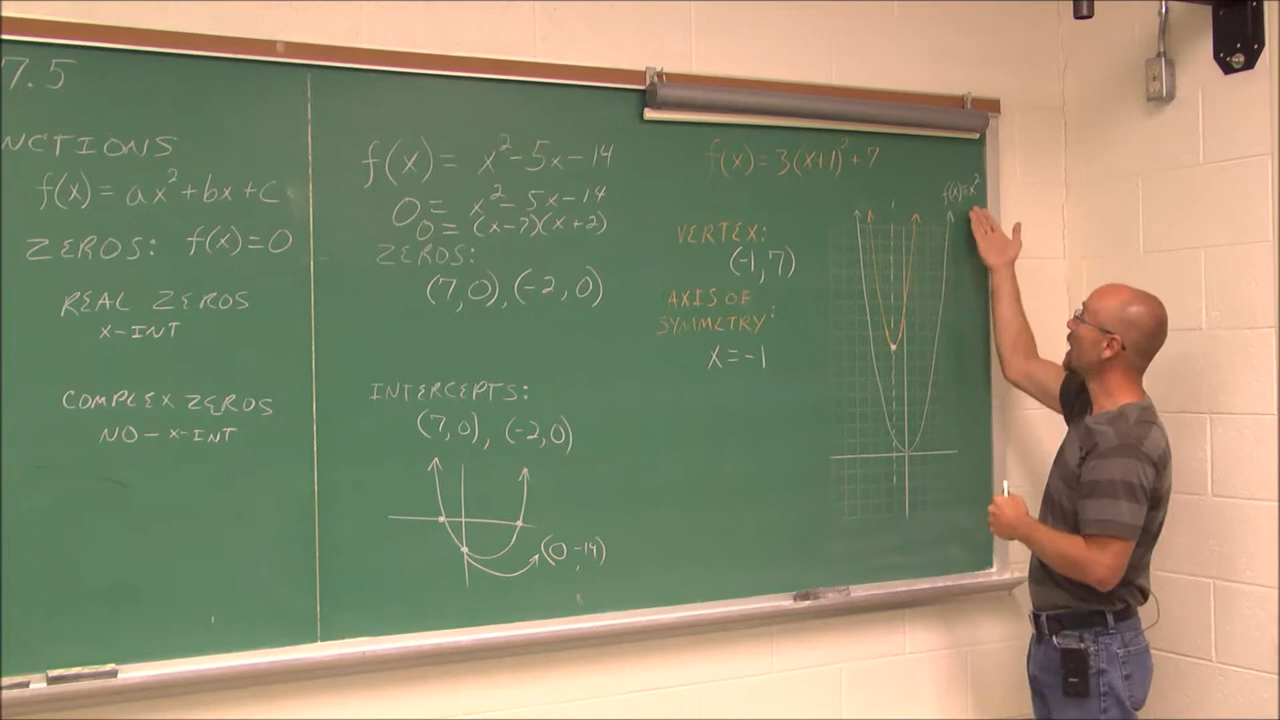 7.5
NCTIONS
f(x) = ax² + bx + c
ZEROS: f(x) = 0
REAL ZEROS
X-INT
COMPLEX ZEROS
NO - X-INT
f(x) = x² - 5x - 14
0 = x² - 5x - 14
0 = (x-7)(x+2)
ZEROS:
(7,0), (-2,0)
INTERCEPTS:
(7,0), (-2,0)
(0,-14)
f(x) = 3(x+1)² + 7
VERTEX:
(-1,7)
AXIS OF
SYMMETRY:
X = -1
f(x)=x²